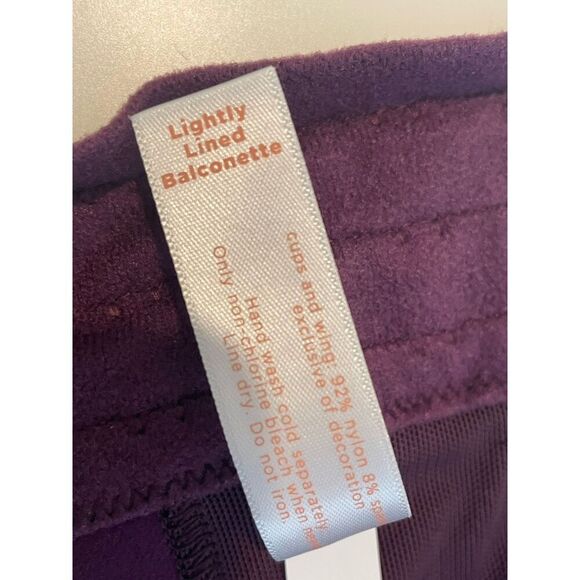 Lightly
Lined
Balconette
cups and wing: 92% nylon 8%
exclusive of decoration
Hand wash cold separately
Only non-chlorine bleach when
Line dry. Do not iron.